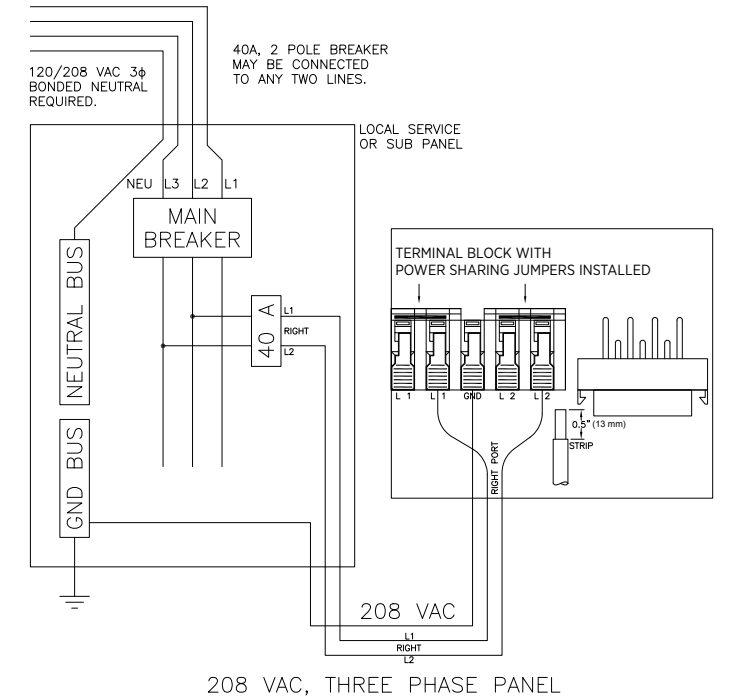 40A, 2 POLE BREAKER
MAY BE CONNECTED
TO ANY TWO LINES.
120/208 VAC 3ϕ
BONDED NEUTRAL
REQUIRED.
LOCAL SERVICE
OR SUB PANEL
NEU L3 L2 L1
MAIN
BREAKER
NEUTRAL BUS
GND BUS
40 A
L1
RIGHT
L2
TERMINAL BLOCK WITH
POWER SHARING JUMPERS INSTALLED
L 1 L 1 GND L 2 L 2
0.5" (13 mm)
STRIP
RIGHT PORT
208 VAC
L1
RIGHT
L2
208 VAC, THREE PHASE PANEL